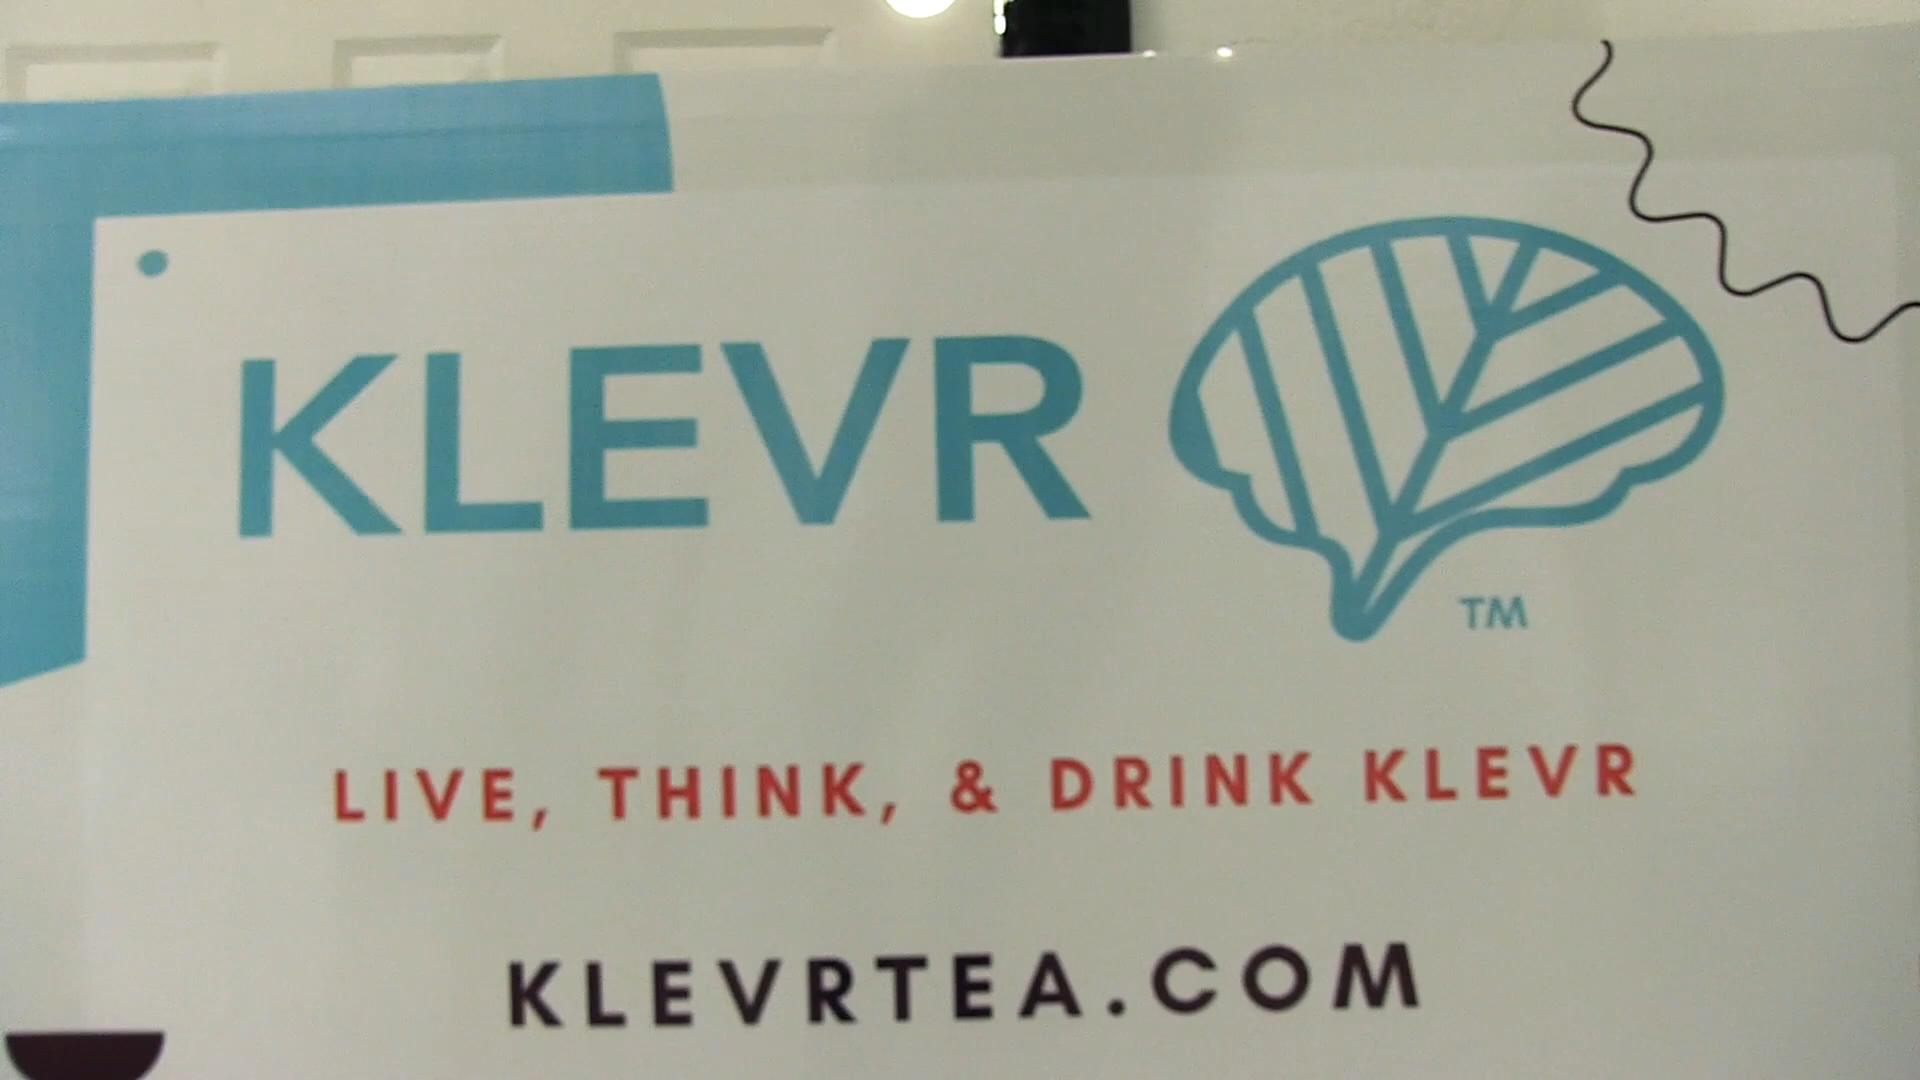 KLEVR
TM
LIVE, THINK, & DRINK KLEVR
KLEVRTEA.COM